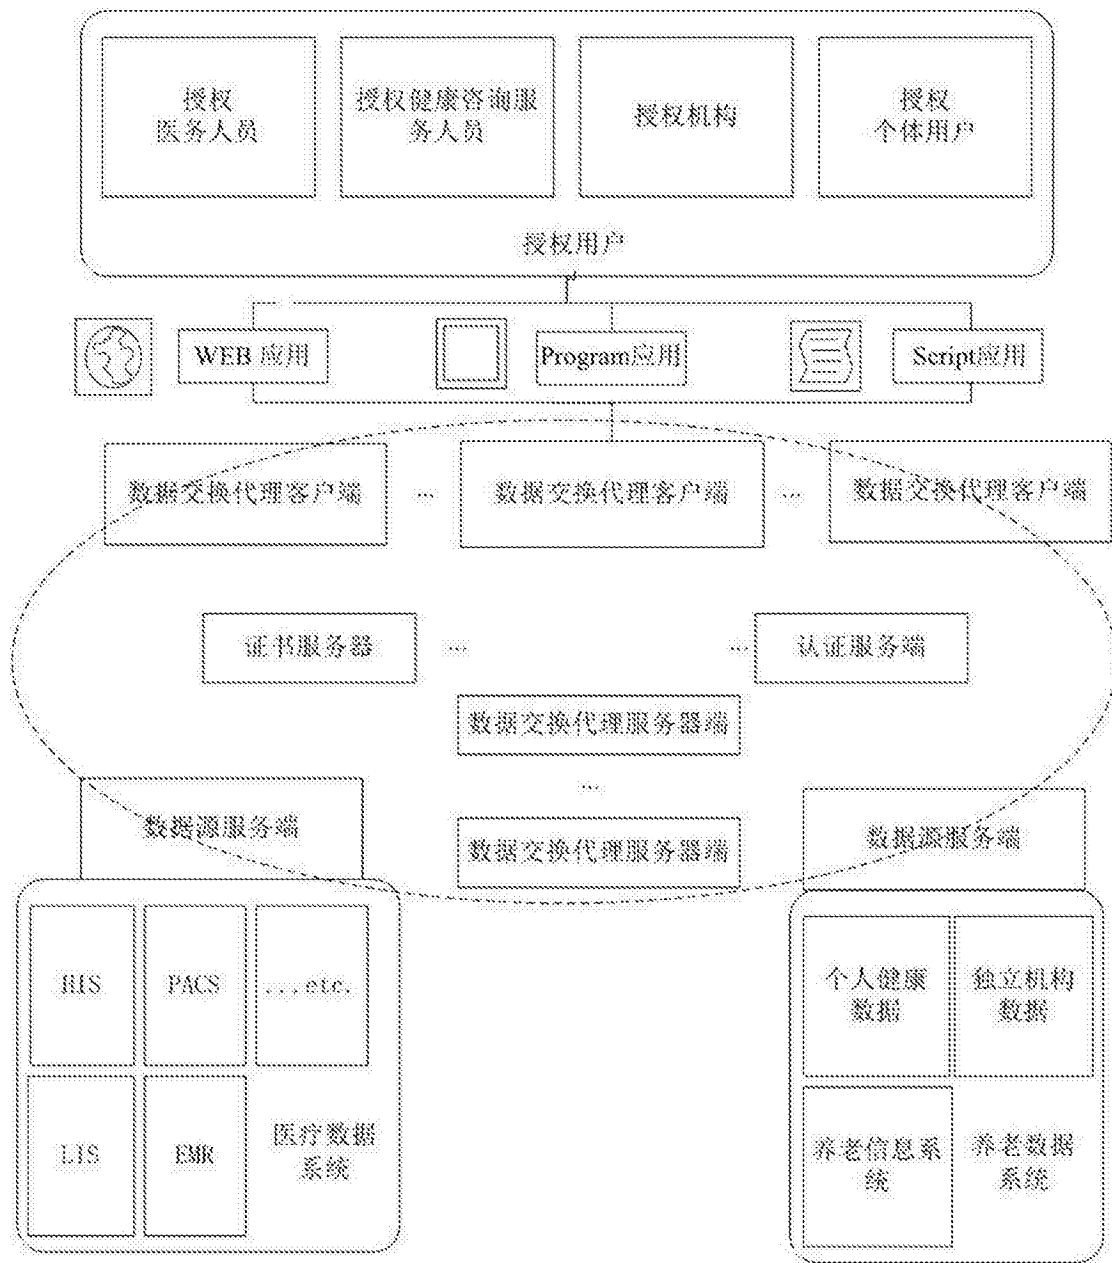 授权
医务人员
授权健康咨询服
务人员
授权机构
授权
个体用户
授权用户
WEB 应用
Program应用
Script应用
数据交换代理客户端
...
数据交换代理客户端
...
数据交换代理客户端
证书服务器
...
...
认证服务端
数据交换代理服务器端
...
数据交换代理服务器端
数据源服务端
数据源服务端
HIS
PACS
...etc.
LIS
EMR
医疗数据
系统
个人健康
数据
独立机构
数据
养老信息系
统
养老数据
系统